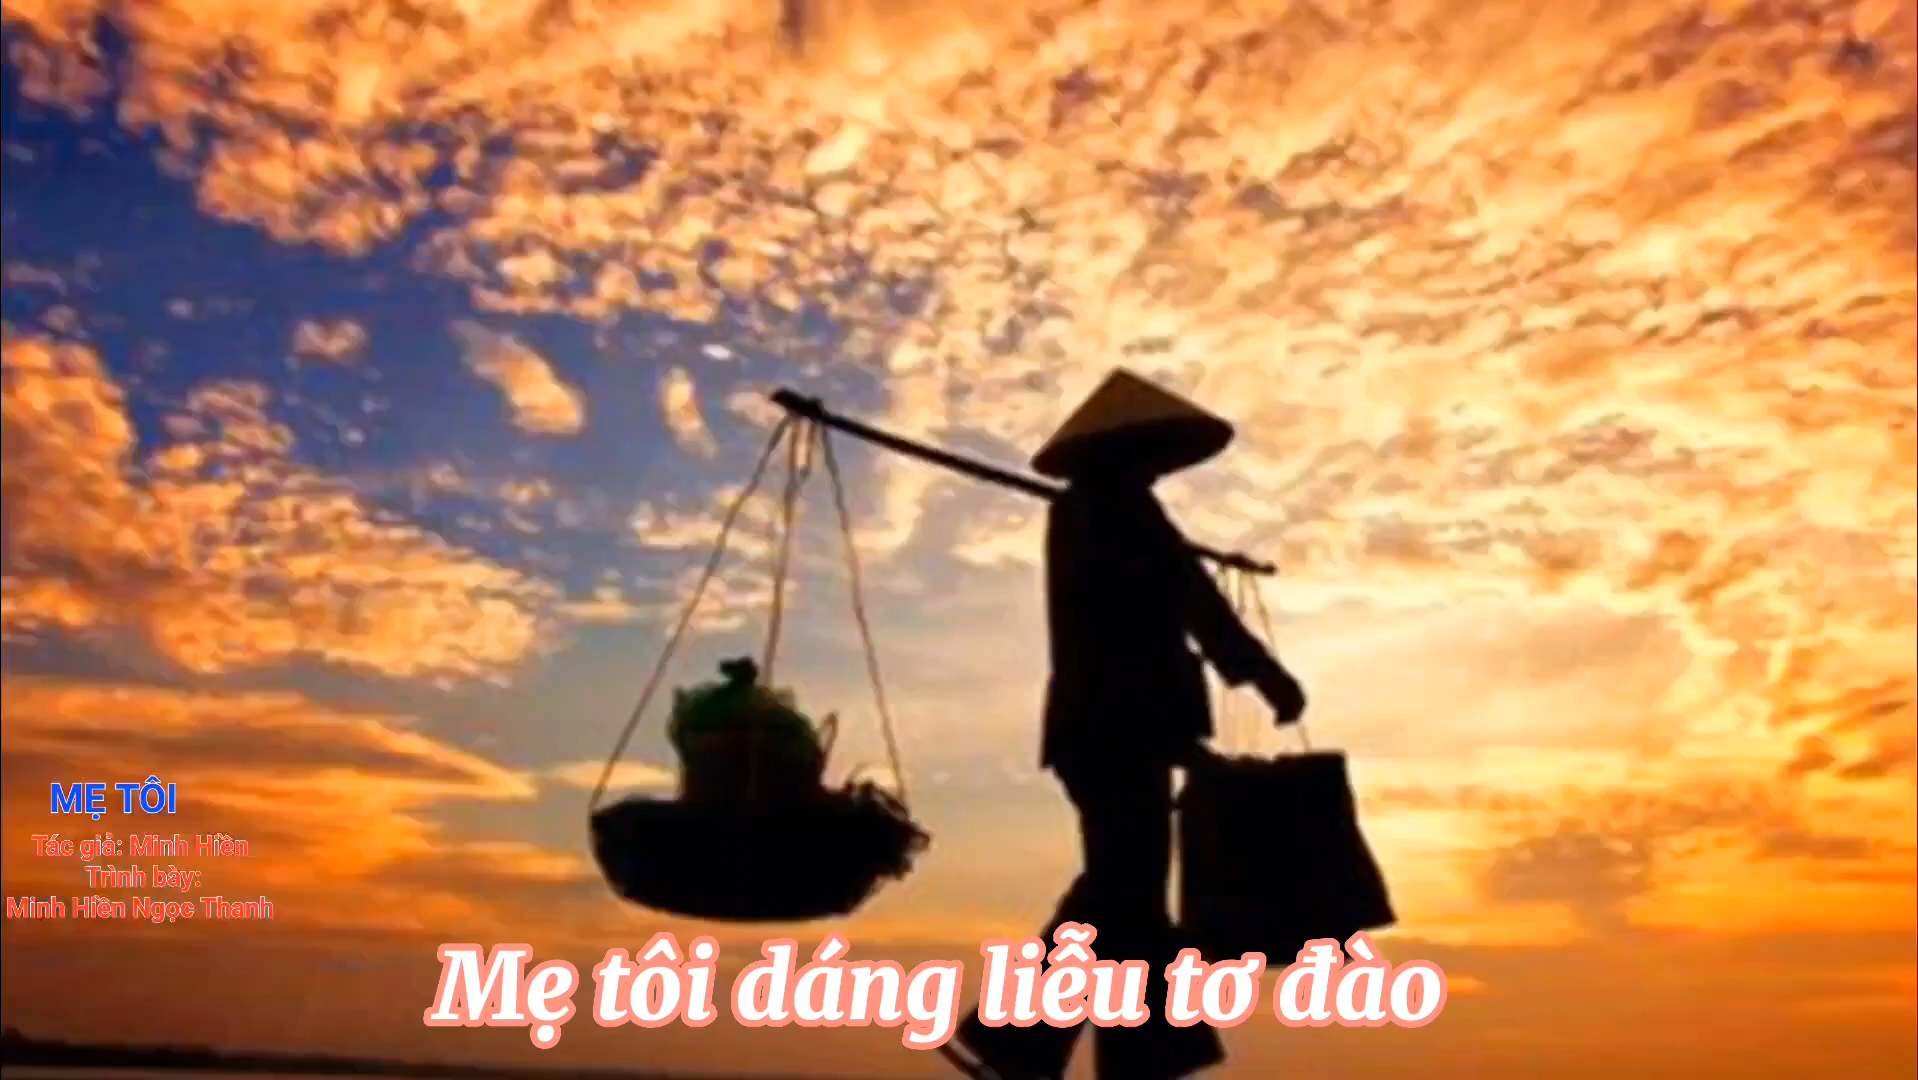 MẸ TÔI
Tác giả: Minh Hiền
Trình bày:
Minh Hiền Ngọc Thanh
Mẹ tôi dáng liễu tơ đào